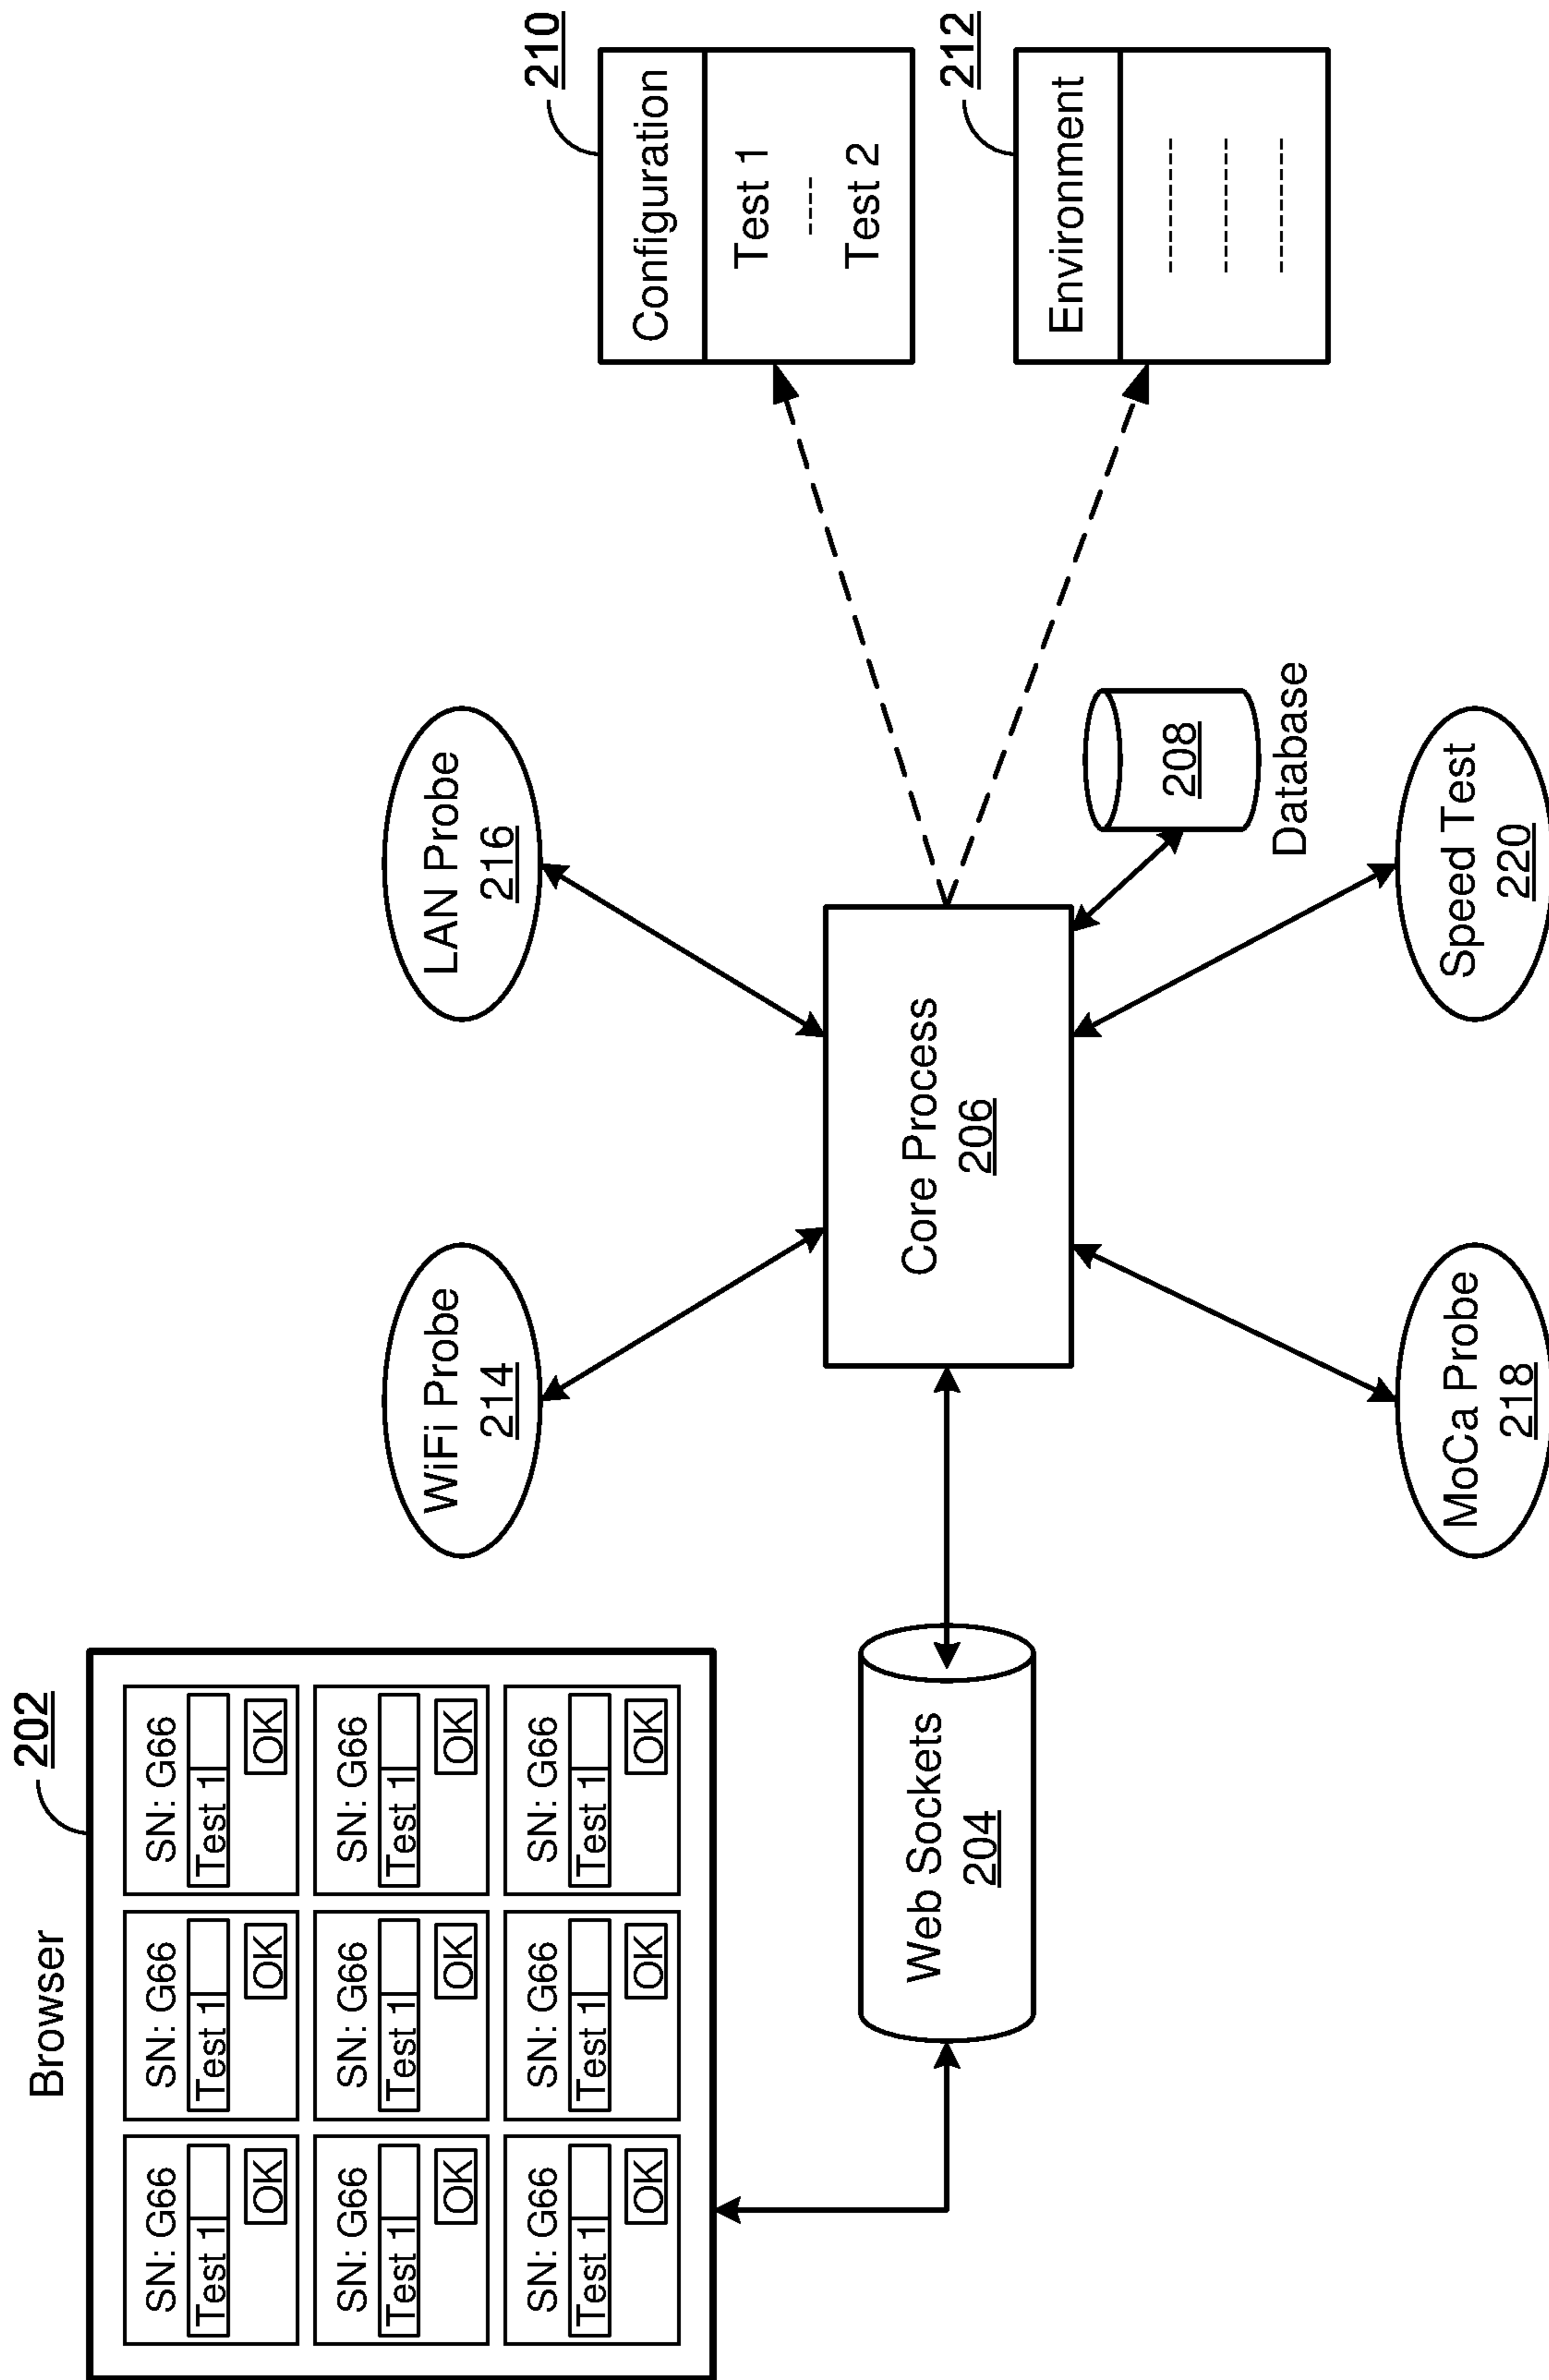 Browser
202
SN: G66
Test 1
OK
SN: G66
Test 1
OK
SN: G66
Test 1
OK
SN: G66
Test 1
OK
SN: G66
Test 1
OK
SN: G66
Test 1
OK
SN: G66
Test 1
OK
SN: G66
Test 1
OK
SN: G66
Test 1
OK
WiFi Probe
214
LAN Probe
216
210
Configuration
Test 1
----
Test 2
Web Sockets
204
Core Process
206
208
Database
212
Environment
---------
---------
---------
MoCa Probe
218
Speed Test
220